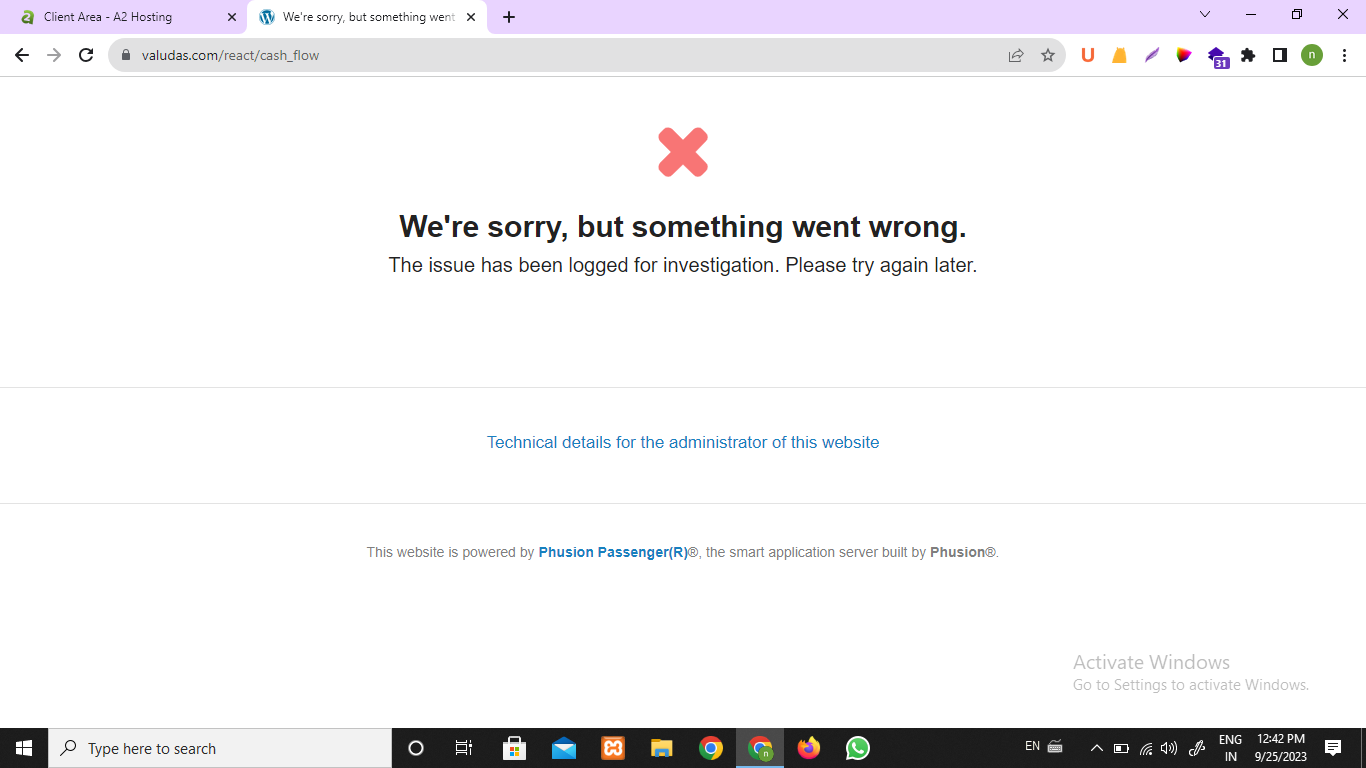 Client Area - A2 Hosting
We're sorry, but something went
valudas.com/react/cash_flow
U
31
n
We're sorry, but something went wrong.
The issue has been logged for investigation. Please try again later.
Technical details for the administrator of this website
This website is powered by Phusion Passenger(R)®, the smart application server built by Phusion®.
Activate Windows
Go to Settings to activate Windows.
Type here to search
n
EN
ENG
IN
12:42 PM
9/25/2023